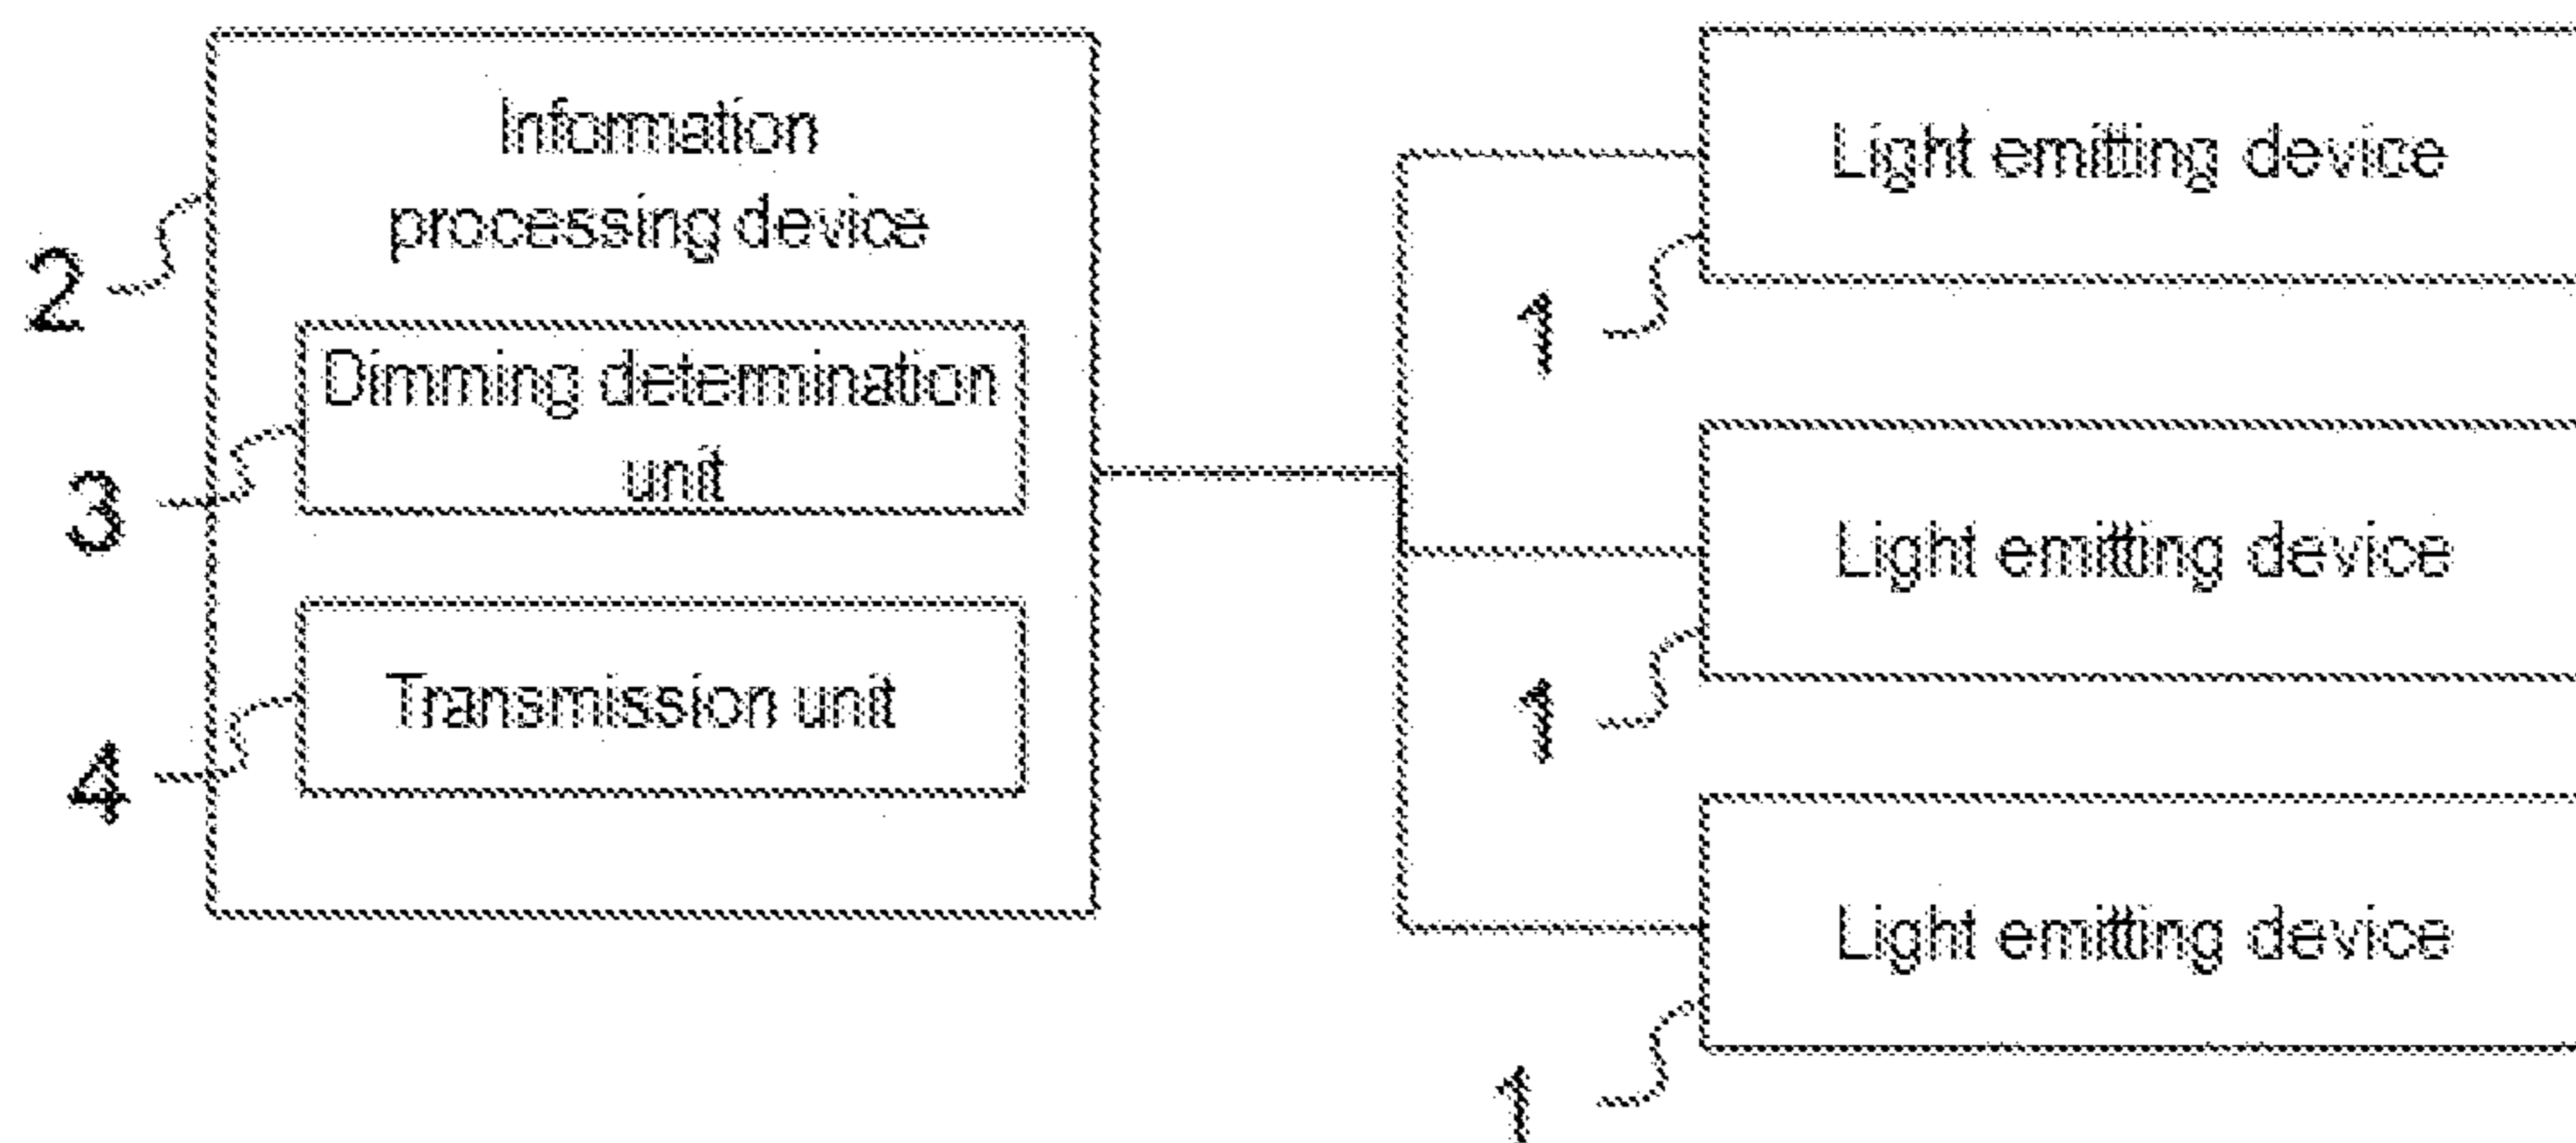 Information
processing device
2
Dimming determination
unit
3
Transmission unit
4
Light emitting device
1
Light emitting device
1
Light emitting device
1